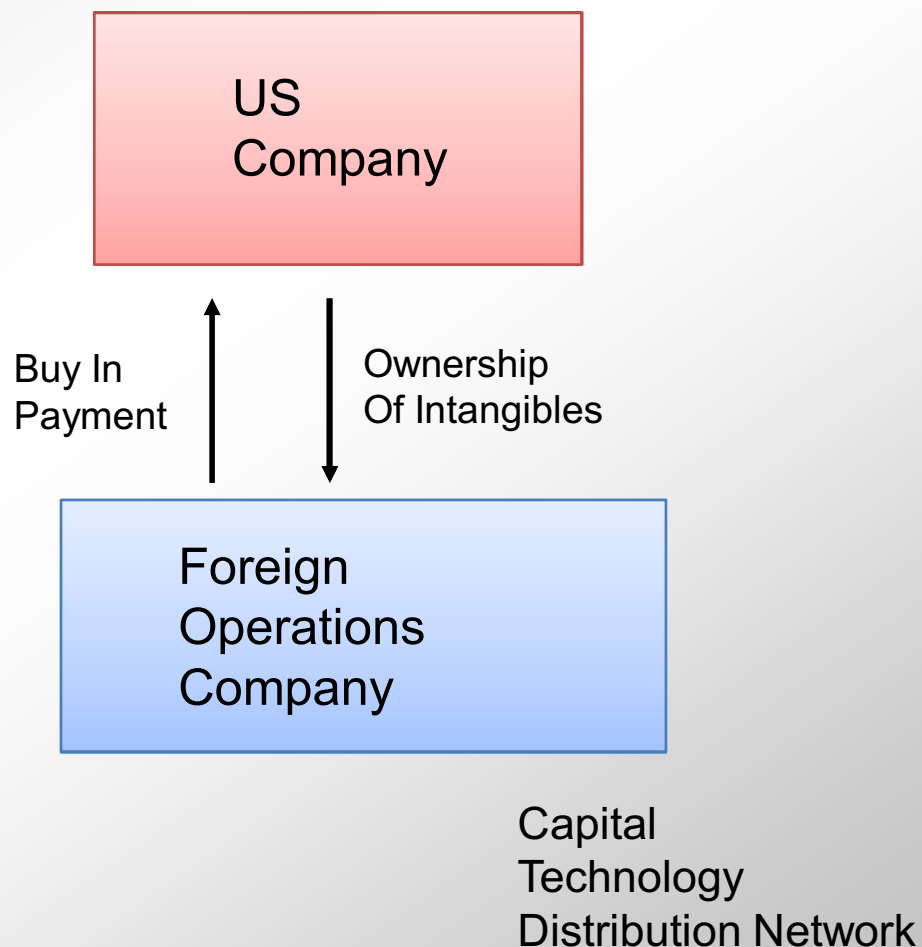 US
Company
Buy In
Payment
Ownership
Of Intangibles
Foreign
Operations
Company
Capital
Technology
Distribution Network